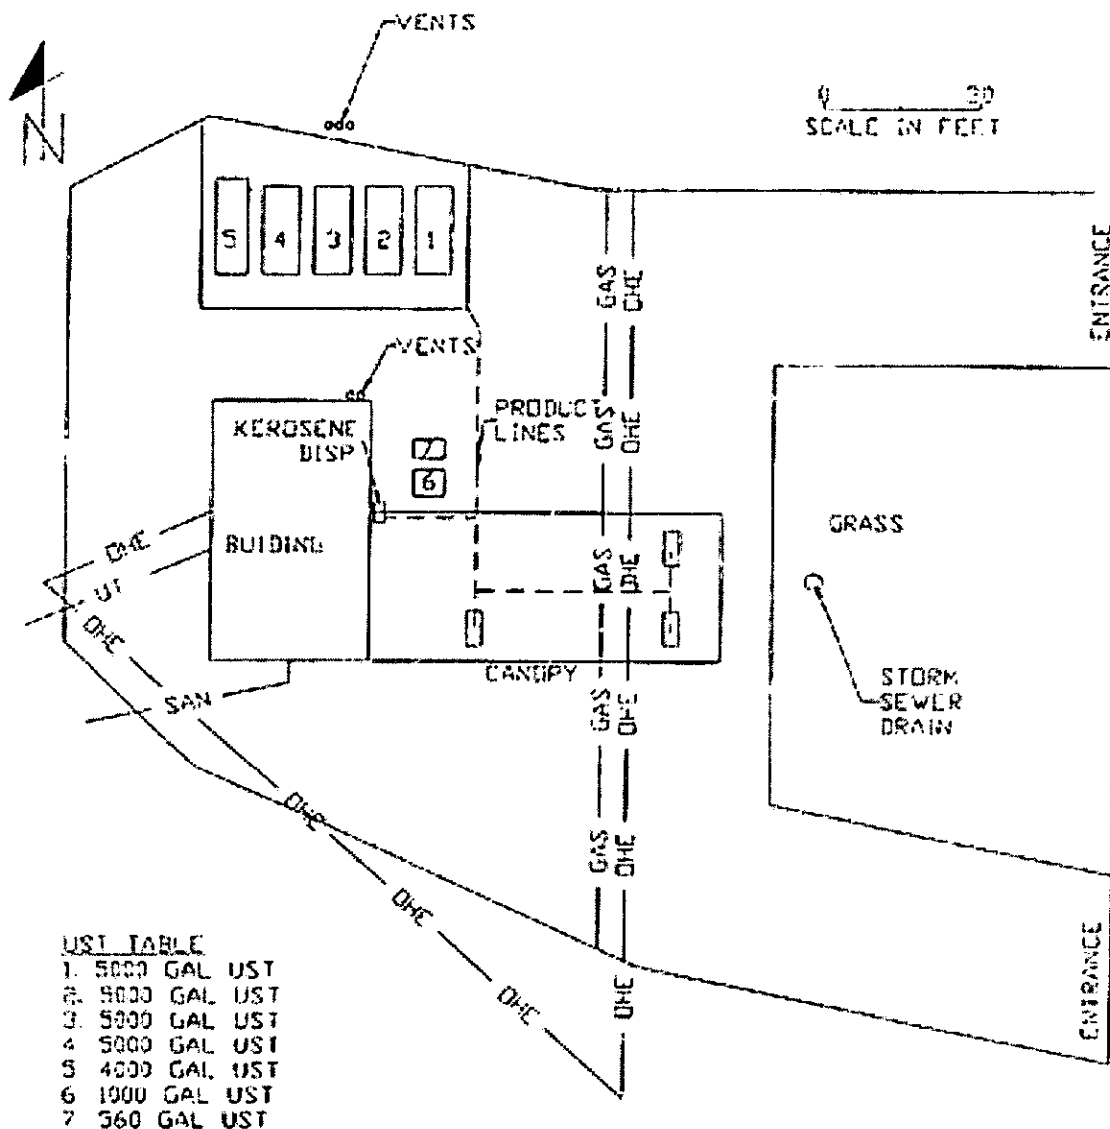 VENTS
N
0 30
SCALE IN FEET
5 4 3 2 1
GAS
OHE
ENTRANCE
VENTS
KEROSENE
DISP
PRODUCT
LINES
7
6
GAS
OHE
OHE
BUIDING
GAS
OHE
GRASS
UT
OHE
CANOPY
SAN
GAS
OHE
STORM
SEWER
DRAIN
OHE
GAS
OHE
OHE
OHE
OHE
ENTRANCE
UST TABLE
1. 5000 GAL UST
2. 5000 GAL UST
3. 5000 GAL UST
4 5000 GAL UST
5 4000 GAL UST
6 1000 GAL UST
7 560 GAL UST